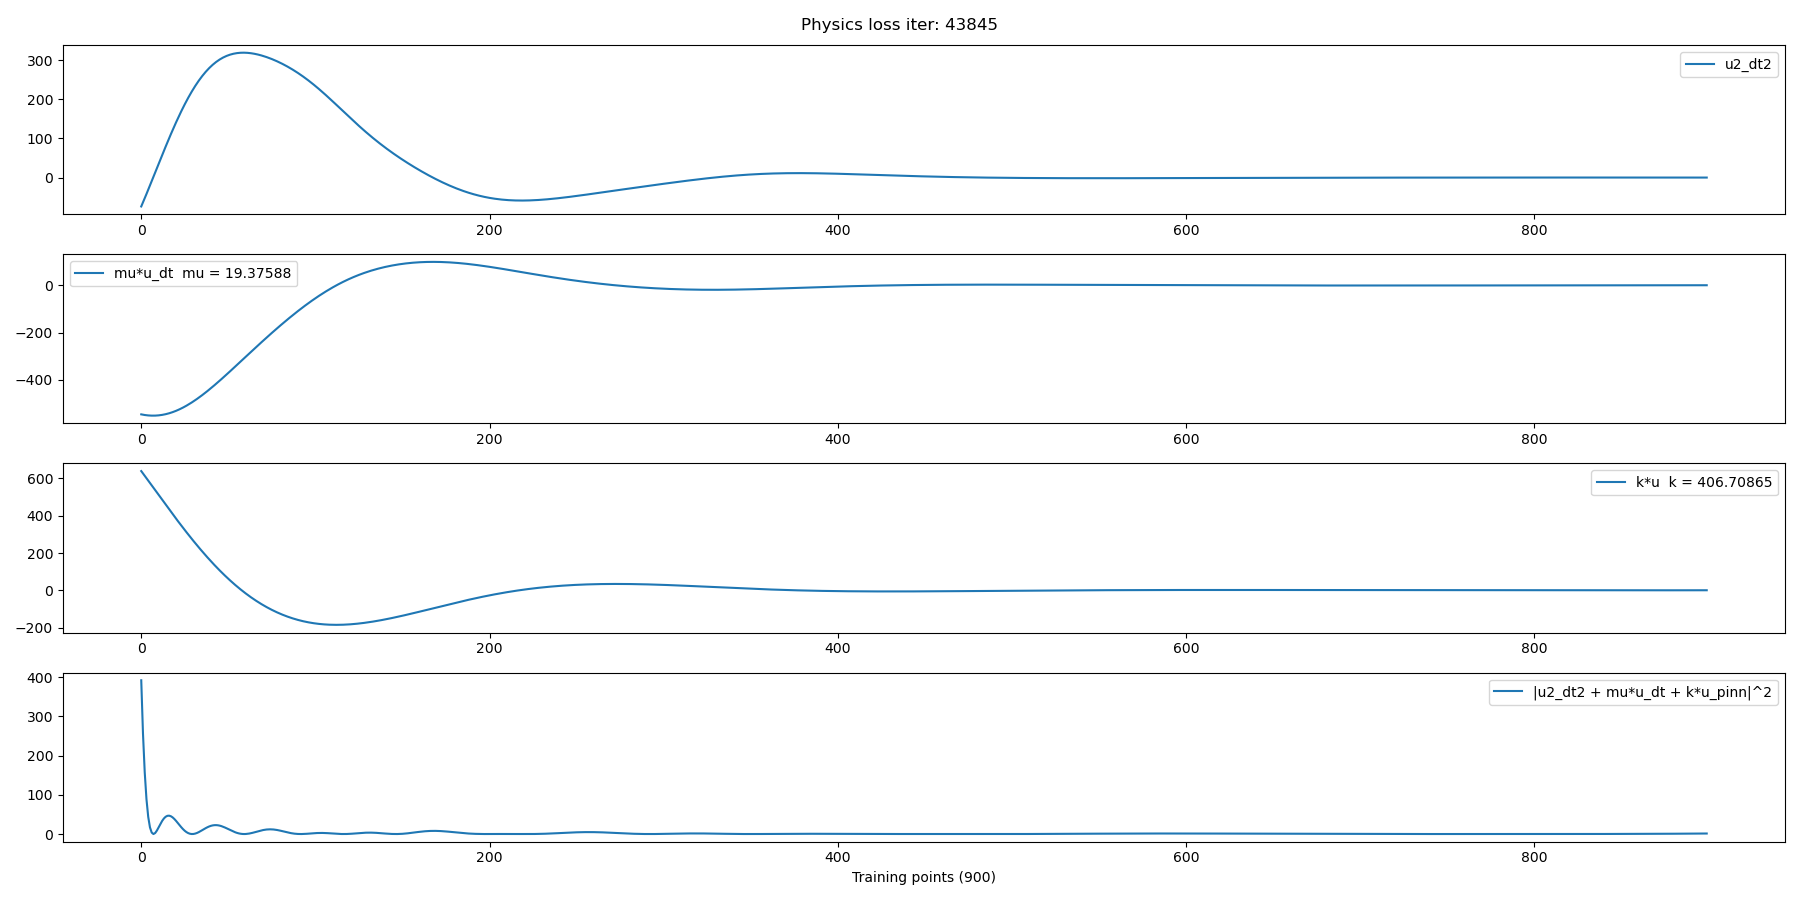 Physics loss iter: 43845
300
200
100
0
u2_dt2
0 200 400 600 800
0
−200
−400
mu*u_dt  mu = 19.37588
0 200 400 600 800
600
400
200
0
−200
k*u  k = 406.70865
0 200 400 600 800
400
300
200
100
0
|u2_dt2 + mu*u_dt + k*u_pinn|^2
0 200 400 600 800
Training points (900)